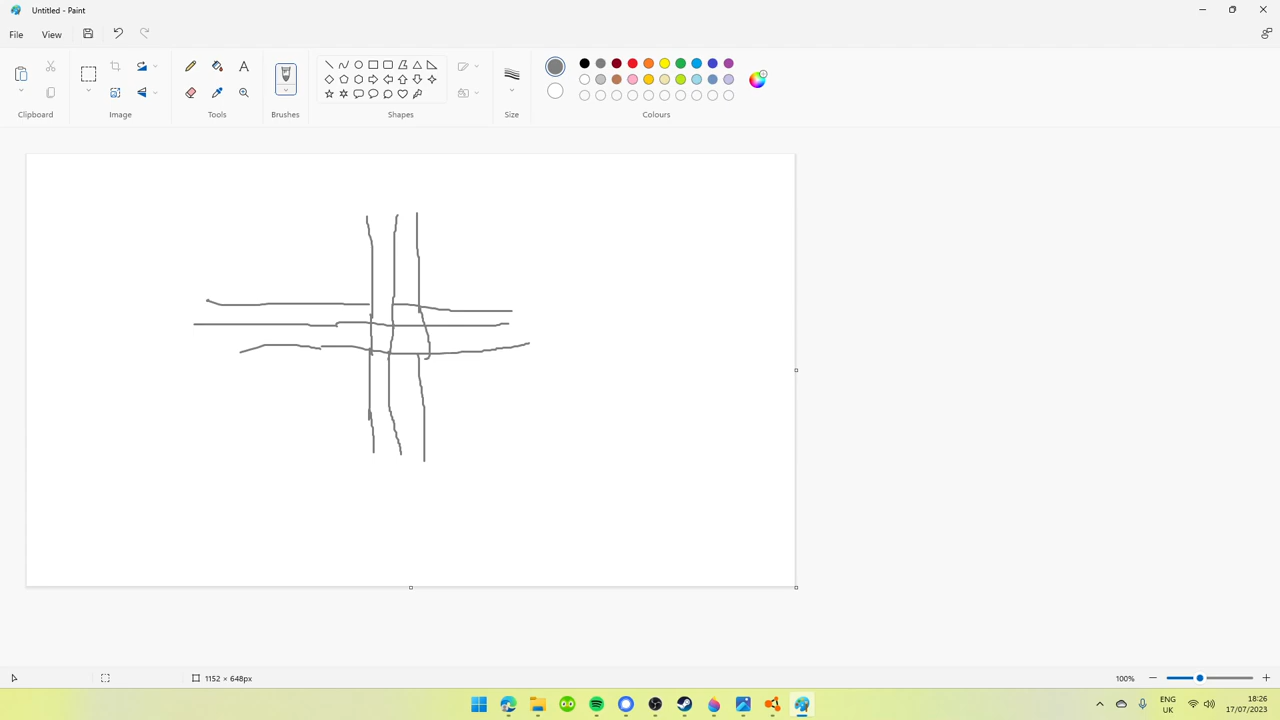 Untitled - Paint
File
View
A
Clipboard
Image
Tools
Brushes
Shapes
Size
Colours
1152 × 648px
100%
ENG
UK
18:26
17/07/2023